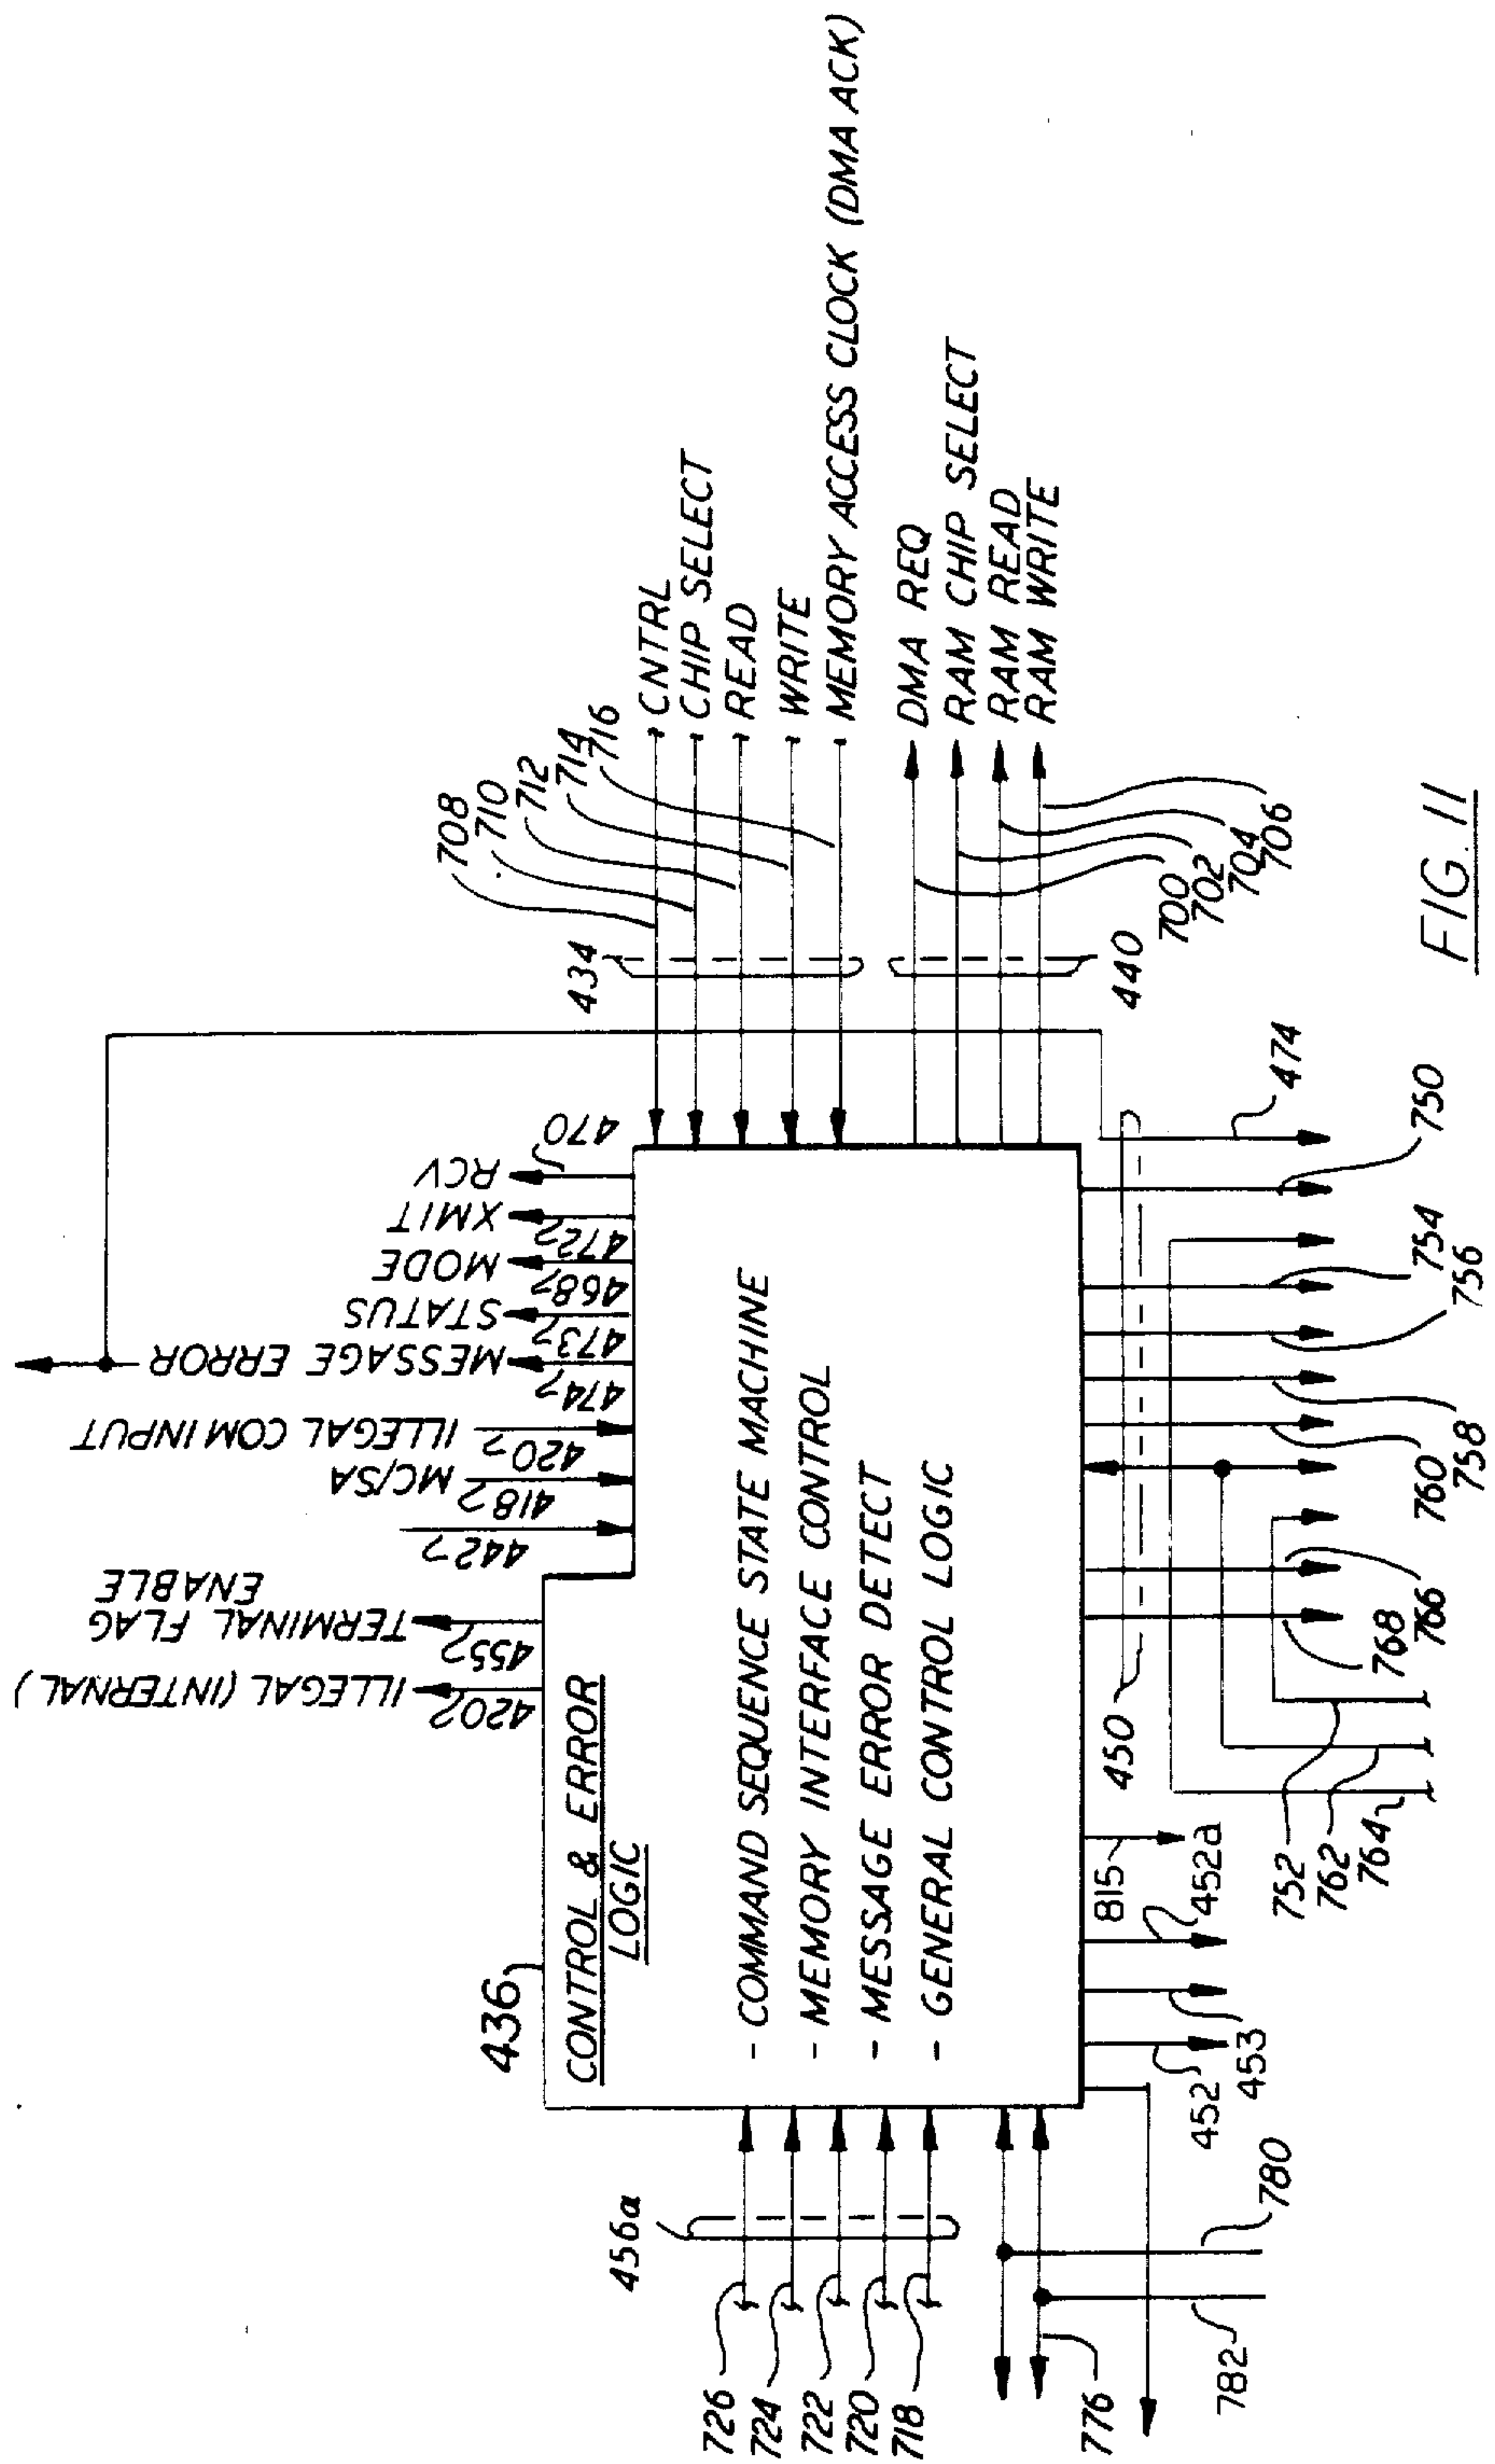 ILLEGAL (INTERNAL)
420
TERMINAL FLAG
ENABLE
455
442
MC/SA
418
ILLEGAL COM INPUT
420
MESSAGE ERROR
474
STATUS
473
MODE
468
XMIT
472
RCV
470
436
CONTROL & ERROR
LOGIC
- COMMAND SEQUENCE STATE MACHINE
- MEMORY INTERFACE CONTROL
- MESSAGE ERROR DETECT
- GENERAL CONTROL LOGIC
434
708
710
712
714
716
CNTRL
CHIP SELECT
READ
WRITE
MEMORY ACCESS CLOCK (DMA ACK)
DMA REQ
RAM CHIP SELECT
RAM READ
RAM WRITE
700
702
704
706
440
456a
726
724
722
720
718
776
782
780
452
453
452a
815
450
752
762
764
768
766
760
758
754
756
750
474
FIG. 11